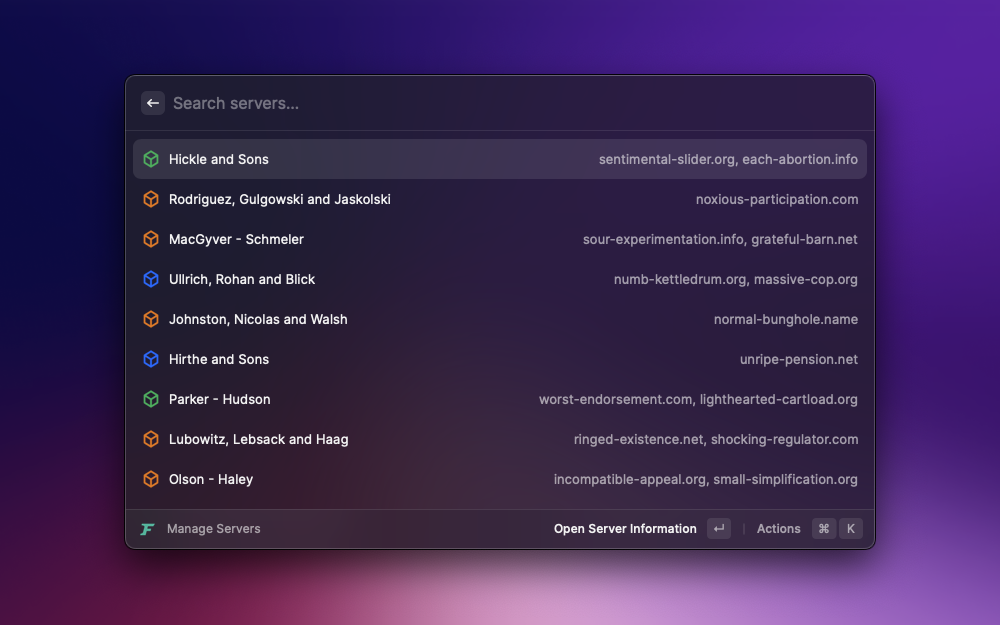 Search servers...
Hickle and Sons sentimental-slider.org, each-abortion.info
Rodriguez, Gulgowski and Jaskolski noxious-participation.com
MacGyver - Schmeler sour-experimentation.info, grateful-barn.net
Ullrich, Rohan and Blick numb-kettledrum.org, massive-cop.org
Johnston, Nicolas and Walsh normal-bunghole.name
Hirthe and Sons unripe-pension.net
Parker - Hudson worst-endorsement.com, lighthearted-cartload.org
Lubowitz, Lebsack and Haag ringed-existence.net, shocking-regulator.com
Olson - Haley incompatible-appeal.org, small-simplification.org
Manage Servers Open Server Information ↵ | Actions ⌘ K